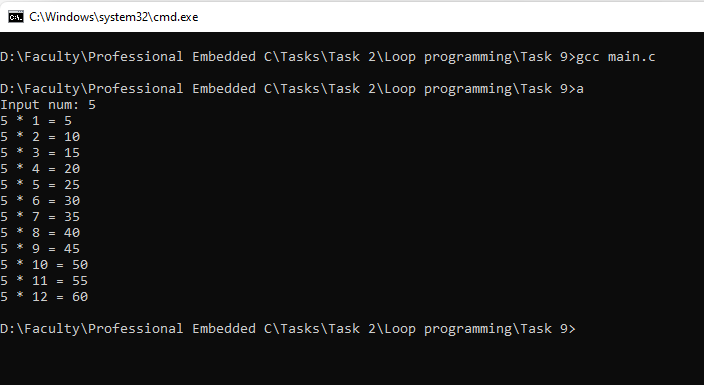 C:\Windows\system32\cmd.exe
D:\Faculty\Professional Embedded C\Tasks\Task 2\Loop programming\Task 9>gcc main.c
D:\Faculty\Professional Embedded C\Tasks\Task 2\Loop programming\Task 9>a
Input num: 5
5 * 1 = 5
5 * 2 = 10
5 * 3 = 15
5 * 4 = 20
5 * 5 = 25
5 * 6 = 30
5 * 7 = 35
5 * 8 = 40
5 * 9 = 45
5 * 10 = 50
5 * 11 = 55
5 * 12 = 60
D:\Faculty\Professional Embedded C\Tasks\Task 2\Loop programming\Task 9>